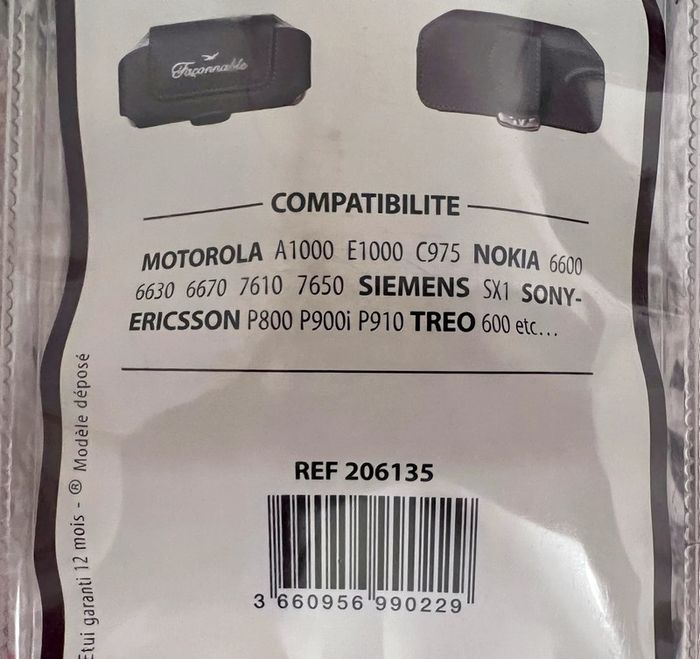 Façonnable
COMPATIBILITE
MOTOROLA A1000 E1000 C975 NOKIA 6600
6630 6670 7610 7650 SIEMENS SX1 SONY-
ERICSSON P800 P900i P910 TREO 600 etc...
Etui garanti 12 mois - ® Modèle déposé
REF 206135
3 660956 990229